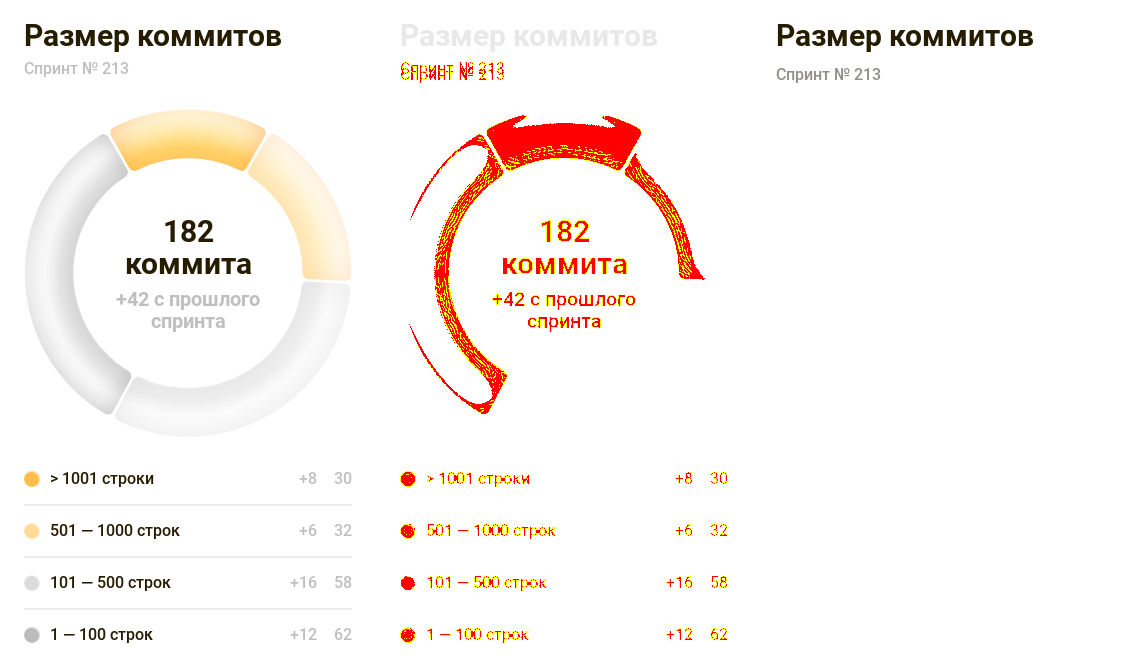 Размер коммитов
Спринт № 213
182
коммита
+42 с прошлого
спринта
> 1001 строки +8 30
501 — 1000 строк +6 32
101 — 500 строк +16 58
1 — 100 строк +12 62
Размер коммитов
Спринт № 213
Спринт № 213
182
коммита
+42 с прошлого
спринта
> 1001 строки +8 30
501 — 1000 строк +6 32
101 — 500 строк +16 58
1 — 100 строк +12 62
Размер коммитов
Спринт № 213